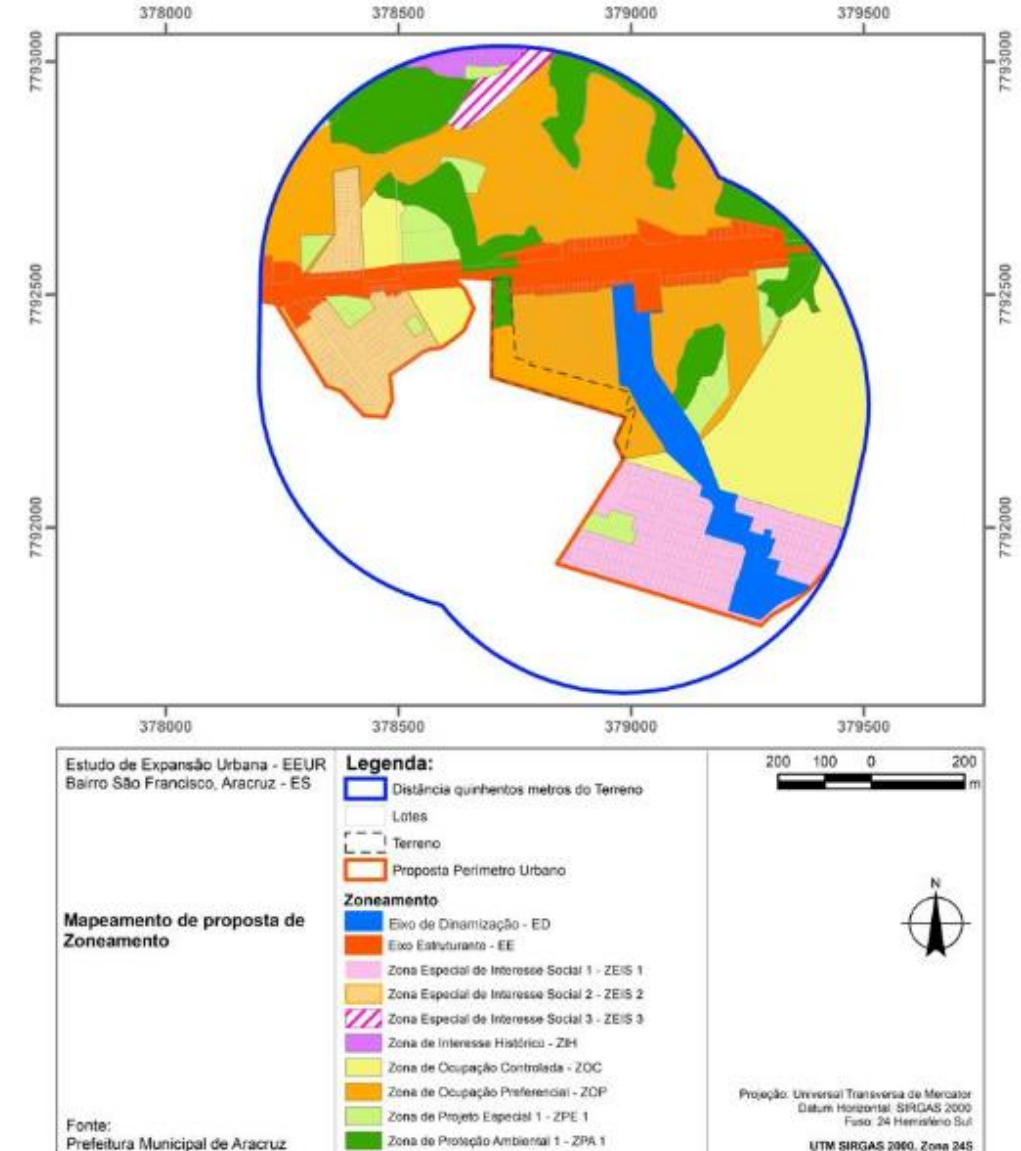 378000 378500 379000 379500
7793000 7793000
7792500 7792500
7792000 7792000
378000 378500 379000 379500
Estudo de Expansão Urbana - EEUR
Bairro São Francisco, Aracruz - ES
Mapeamento de proposta de
Zoneamento
Fonte:
Prefeitura Municipal de Aracruz
Legenda:
Distância quinhentos metros do Terreno
Lotes
Terreno
Proposta Perímetro Urbano
Zoneamento
Eixo de Dinamização - ED
Eixo Estruturante - EE
Zona Especial de Interesse Social 1 - ZEIS 1
Zona Especial de Interesse Social 2 - ZEIS 2
Zona Especial de Interesse Social 3 - ZEIS 3
Zona de Interesse Histórico - ZIH
Zona de Ocupação Controlada - ZOC
Zona de Ocupação Preferencial - ZOP
Zona de Projeto Especial 1 - ZPE 1
Zona de Proteção Ambiental 1 - ZPA 1
200 100 0 200
m
N
Projeção: Universal Transversa de Mercator
Datum Horizontal: SIRGAS 2000
Fuso: 24 Hemisfério Sul
UTM SIRGAS 2000, Zona 24S